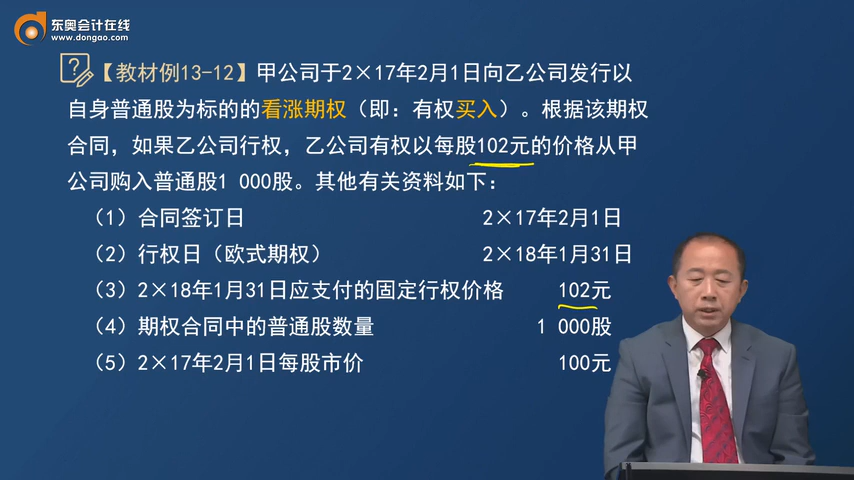 东奥会计在线
www.dongao.com
【教材例13-12】甲公司于2×17年2月1日向乙公司发行以
自身普通股为标的的看涨期权（即：有权买入）。根据该期权
合同，如果乙公司行权，乙公司有权以每股102元的价格从甲
公司购入普通股1 000股。其他有关资料如下：
（1）合同签订日 2×17年2月1日
（2）行权日（欧式期权） 2×18年1月31日
（3）2×18年1月31日应支付的固定行权价格 102元
（4）期权合同中的普通股数量 1 000股
（5）2×17年2月1日每股市价 100元